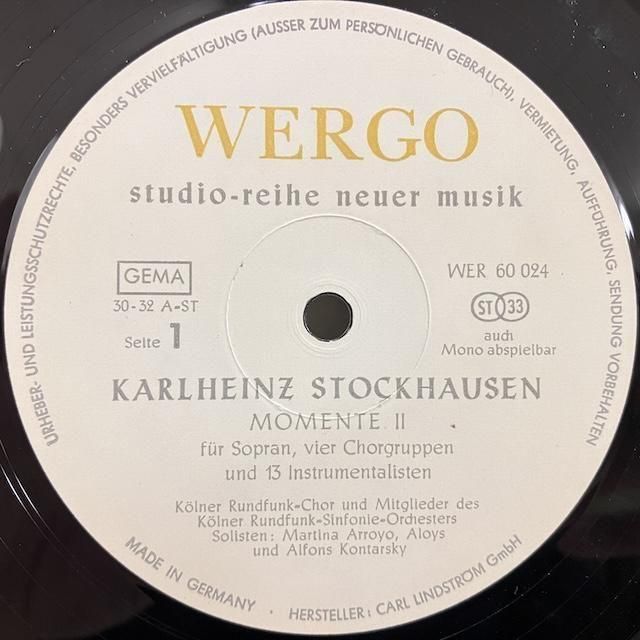 URHEBER- UND LEISTUNGSSCHUTZRECHTE, BESONDERS VERVIELFÄLTIGUNG (AUSSER ZUM PERSÖNLICHEN GEBRAUCH), VERMIETUNG, AUFFÜHRUNG, SENDUNG VORBEHALTEN
WERGO
studio-reihe neuer musik
GEMA
30-32 A-ST
Seite 1
WER 60 024
ST 33
auch
Mono abspielbar
KARLHEINZ STOCKHAUSEN
MOMENTE II
für Sopran, vier Chorgruppen
und 13 Instrumentalisten
Kölner Rundfunk-Chor und Mitglieder des
Kölner Rundfunk-Sinfonie-Orchesters
Solisten: Martina Arroyo, Aloys
und Alfons Kontarsky
MADE IN GERMANY · HERSTELLER: CARL LINDSTRÖM GmbH